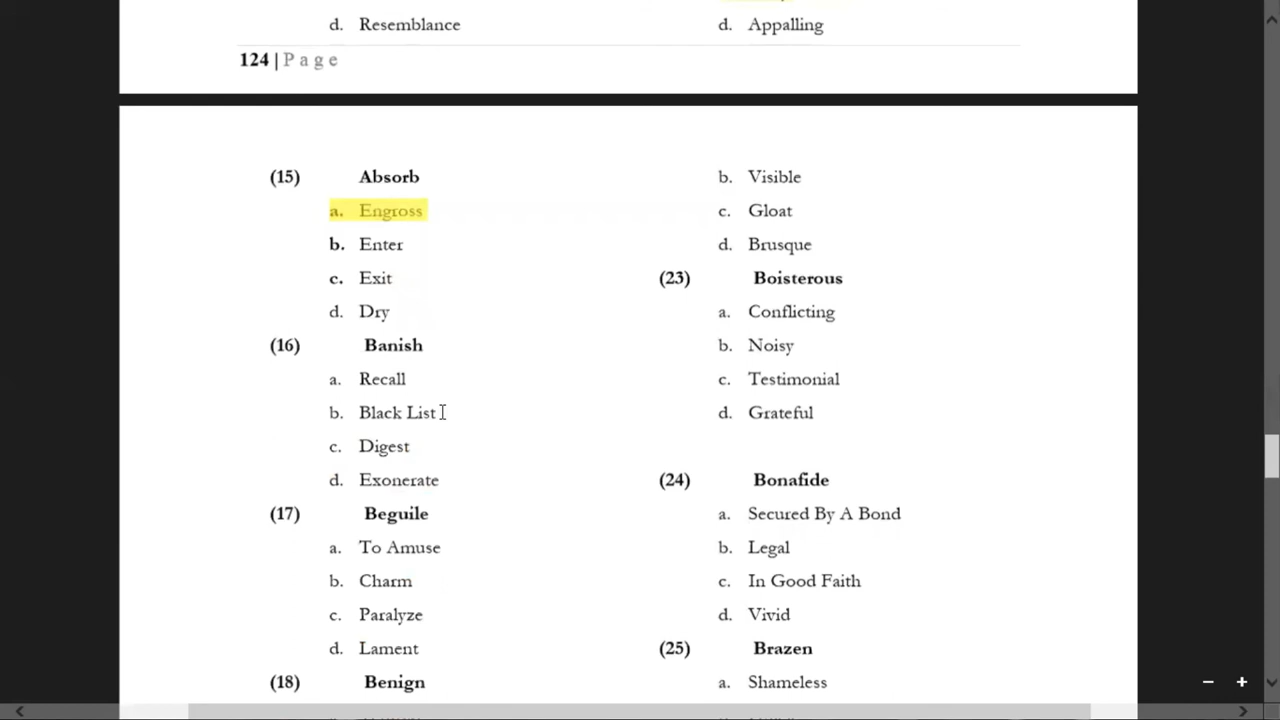 d. Resemblance
d. Appalling
124 | P a g e
(15) Absorb
a. Engross
b. Enter
c. Exit
d. Dry
(16) Banish
a. Recall
b. Black List
c. Digest
d. Exonerate
(17) Beguile
a. To Amuse
b. Charm
c. Paralyze
d. Lament
(18) Benign
b. Visible
c. Gloat
d. Brusque
(23) Boisterous
a. Conflicting
b. Noisy
c. Testimonial
d. Grateful
(24) Bonafide
a. Secured By A Bond
b. Legal
c. In Good Faith
d. Vivid
(25) Brazen
a. Shameless